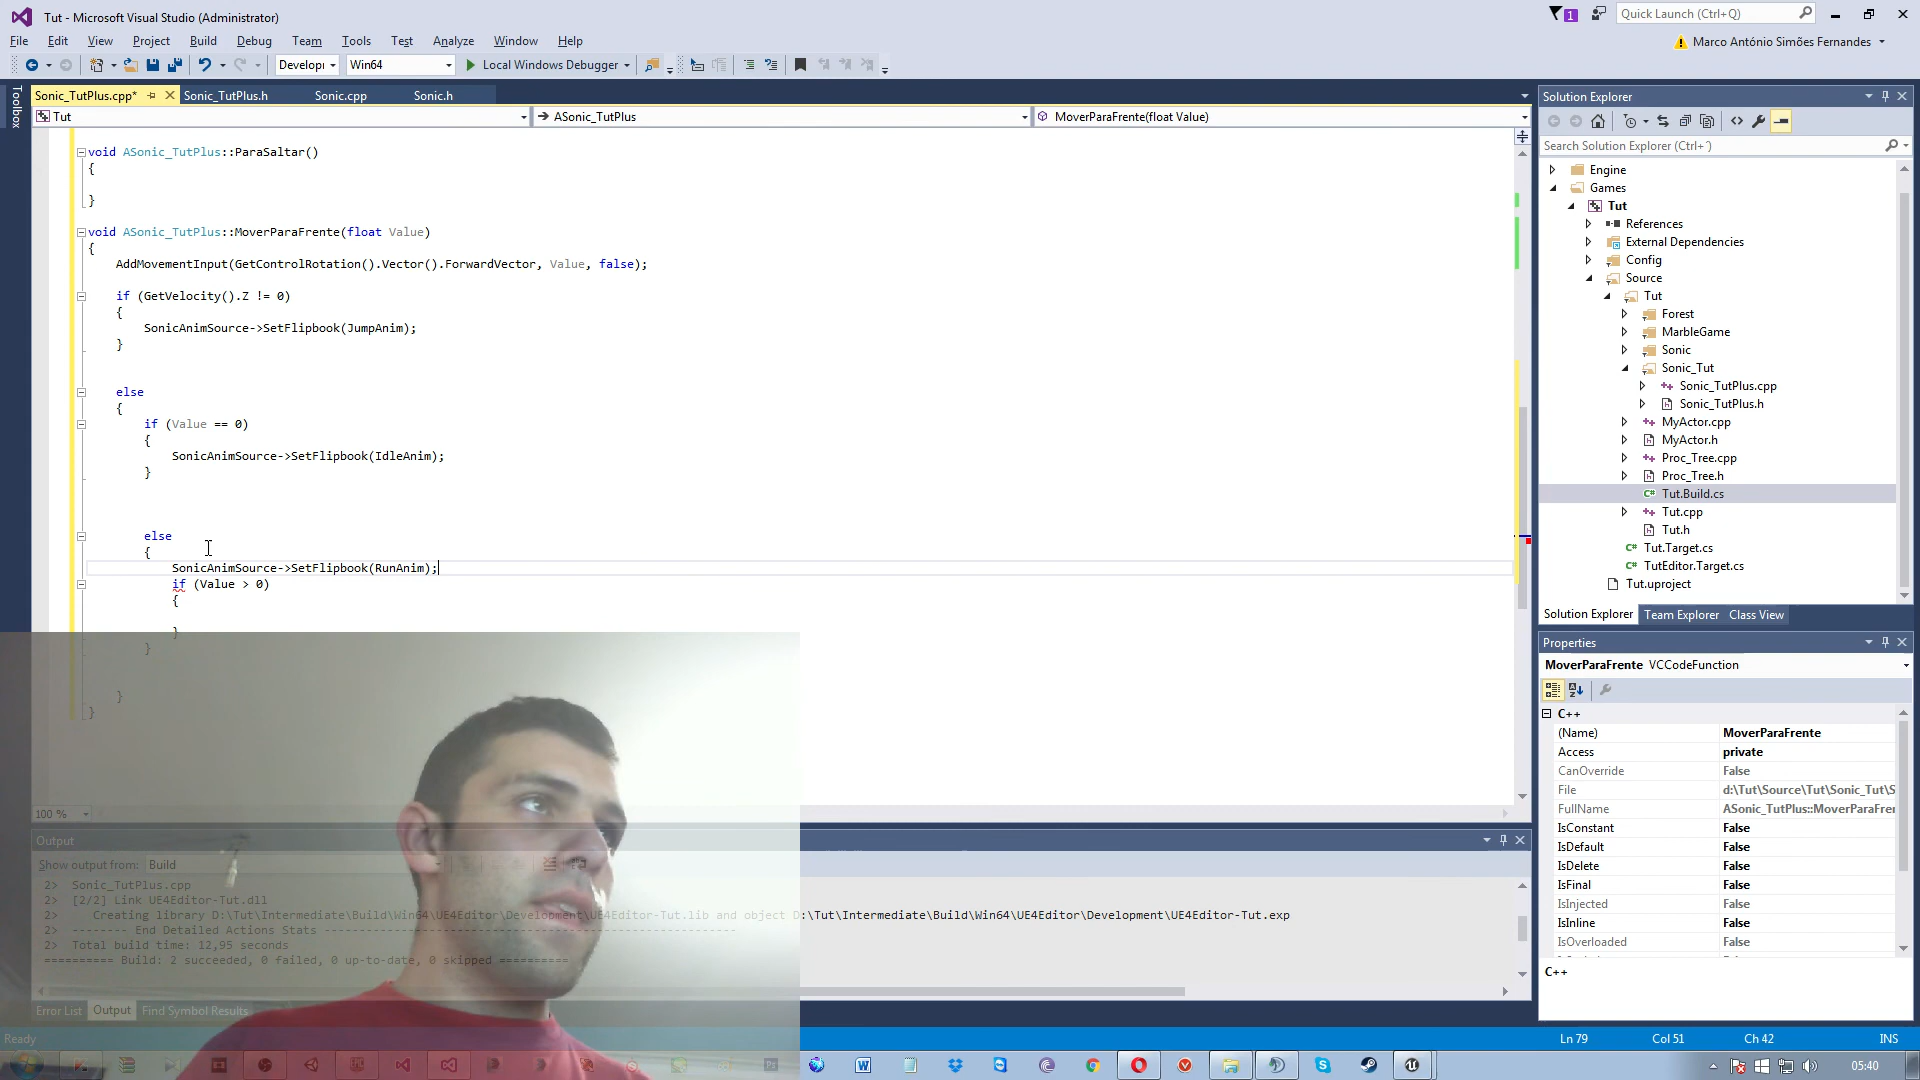 Tut - Microsoft Visual Studio (Administrator)
1
Quick Launch (Ctrl+Q)
File Edit View Project Build Debug Team Tools Test Analyze Window Help
Marco António Simões Fernandes
Developı Win64 Local Windows Debugger
Toolbox
Sonic_TutPlus.cpp* Sonic_TutPlus.h Sonic.cpp Sonic.h
Tut ASonic_TutPlus MoverParaFrente(float Value)
void ASonic_TutPlus::ParaSaltar()
{
}
void ASonic_TutPlus::MoverParaFrente(float Value)
{
AddMovementInput(GetControlRotation().Vector().ForwardVector, Value, false);
if (GetVelocity().Z != 0)
{
SonicAnimSource->SetFlipbook(JumpAnim);
}
else
{
if (Value == 0)
{
SonicAnimSource->SetFlipbook(IdleAnim);
}
else
{
SonicAnimSource->SetFlipbook(RunAnim);
if (Value > 0)
{
}
}
}
}
100 %
Output
Show output from: Build
2> Sonic_TutPlus.cpp
2> [2/2] Link UE4Editor-Tut.dll
2> Creating library D:\Tut\Intermediate\Build\Win64\UE4Editor\Development\UE4Editor-Tut.lib and object D:\Tut\Intermediate\Build\Win64\UE4Editor\Development\UE4Editor-Tut.exp
2> -------- End Detailed Actions Stats -----------------------------------------------------------
2> Total build time: 12,95 seconds
========== Build: 2 succeeded, 0 failed, 0 up-to-date, 0 skipped ==========
Error List Output Find Symbol Results
Solution Explorer
Search Solution Explorer (Ctrl+´)
Engine
Games
Tut
References
External Dependencies
Config
Source
Tut
Forest
MarbleGame
Sonic
Sonic_Tut
Sonic_TutPlus.cpp
Sonic_TutPlus.h
MyActor.cpp
MyActor.h
Proc_Tree.cpp
Proc_Tree.h
Tut.Build.cs
Tut.cpp
Tut.h
Tut.Target.cs
TutEditor.Target.cs
Tut.uproject
Solution Explorer Team Explorer Class View
Properties
MoverParaFrente VCCodeFunction
C++
(Name) MoverParaFrente
Access private
CanOverride False
File d:\Tut\Source\Tut\Sonic_Tut\S
FullName ASonic_TutPlus::MoverParaFrer
IsConstant False
IsDefault False
IsDelete False
IsFinal False
IsInjected False
IsInline False
IsOverloaded False
C++
Ready Ln 79 Col 51 Ch 42 INS
05:40